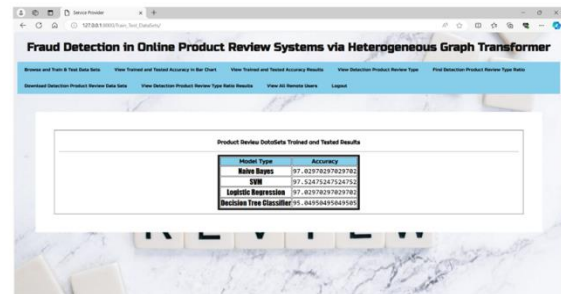 Service Provider
127.0.0.1:8000/Train_Test_DataSets/
Fraud Detection in Online Product Review Systems via Heterogeneous Graph Transformer
Browse and Train & Test Data Sets View Trained and Tested Accuracy in Bar Chart View Trained and Tested Accuracy Results View Detection Product Review Type Find Detection Product Review Type Ratio
Download Detection Product Review Data Sets View Detection Product Review Type Ratio Results View All Remote Users Logout
Product Review DataSets Trained and Tested Results
Model Type Accuracy
Naive Bayes 97.02970297029702
SVM 97.52475247524752
Logistic Regression 97.02970297029702
Decision Tree Classifier 95.04950495049505
REVIEW